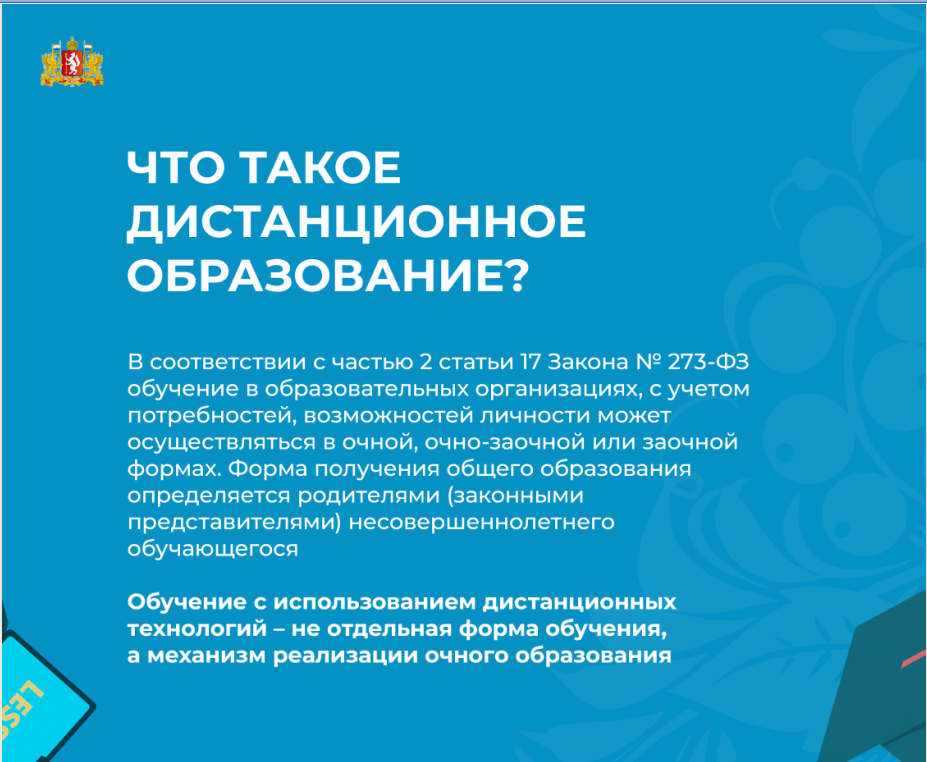 ЧТО ТАКОЕ
ДИСТАНЦИОННОЕ
ОБРАЗОВАНИЕ?
В соответствии с частью 2 статьи 17 Закона № 273-ФЗ
обучение в образовательных организациях, с учетом
потребностей, возможностей личности может
осуществляться в очной, очно-заочной или заочной
формах. Форма получения общего образования
определяется родителями (законными
представителями) несовершеннолетнего
обучающегося
Обучение с использованием дистанционных
технологий – не отдельная форма обучения,
а механизм реализации очного образования